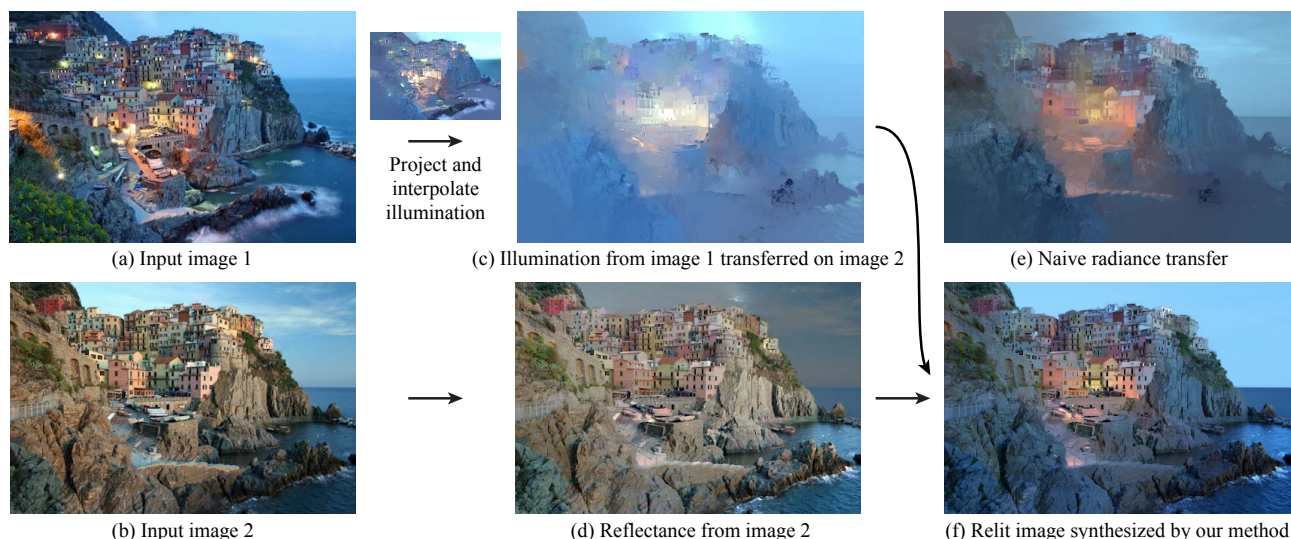 Project and
interpolate
illumination
(a) Input image 1
(c) Illumination from image 1 transferred on image 2
(e) Naive radiance transfer
(b) Input image 2
(d) Reflectance from image 2
(f) Relit image synthesized by our method